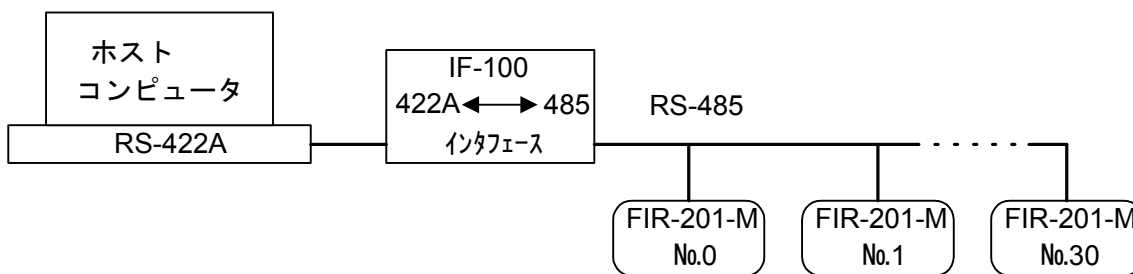 ホスト
コンピュータ
RS-422A
IF-100
422A 485
ｲﾝﾀﾌｪｰｽ
RS-485
FIR-201-M
№0
FIR-201-M
№1
FIR-201-M
№30